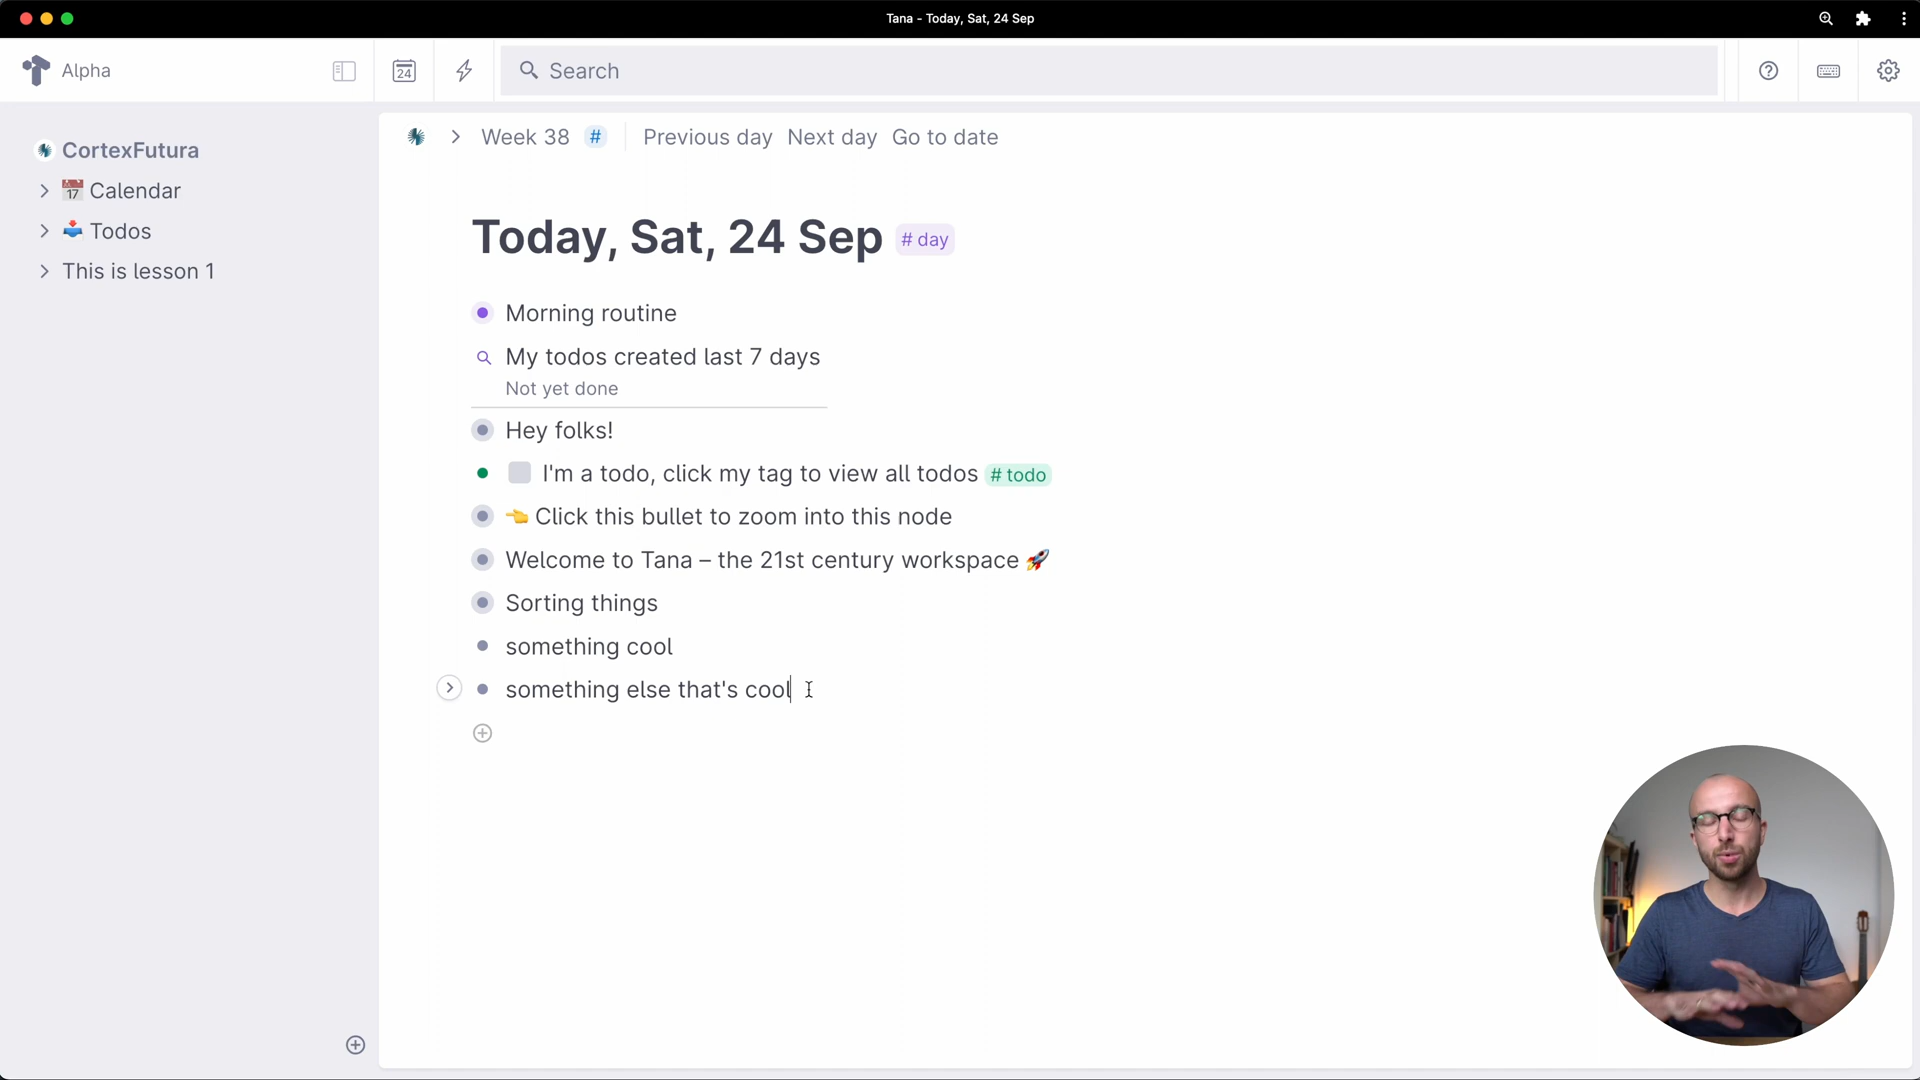 Tana - Today, Sat, 24 Sep
Alpha
24
Search
CortexFutura
Calendar
Todos
This is lesson 1
Week 38 #
Previous day Next day Go to date
Today, Sat, 24 Sep # day
Morning routine
My todos created last 7 days
Not yet done
Hey folks!
I'm a todo, click my tag to view all todos # todo
👈 Click this bullet to zoom into this node
Welcome to Tana – the 21st century workspace 🚀
Sorting things
something cool
something else that's cool